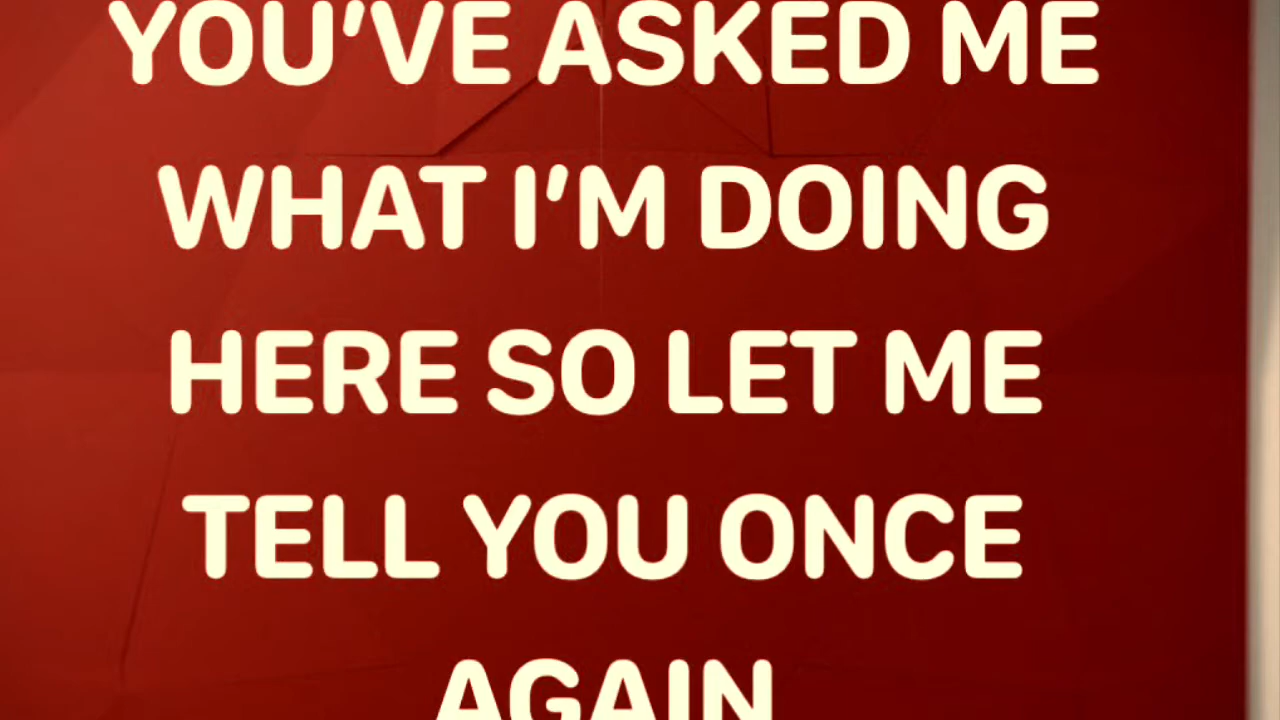 YOU'VE ASKED ME
WHAT I'M DOING
HERE SO LET ME
TELL YOU ONCE
AGAIN